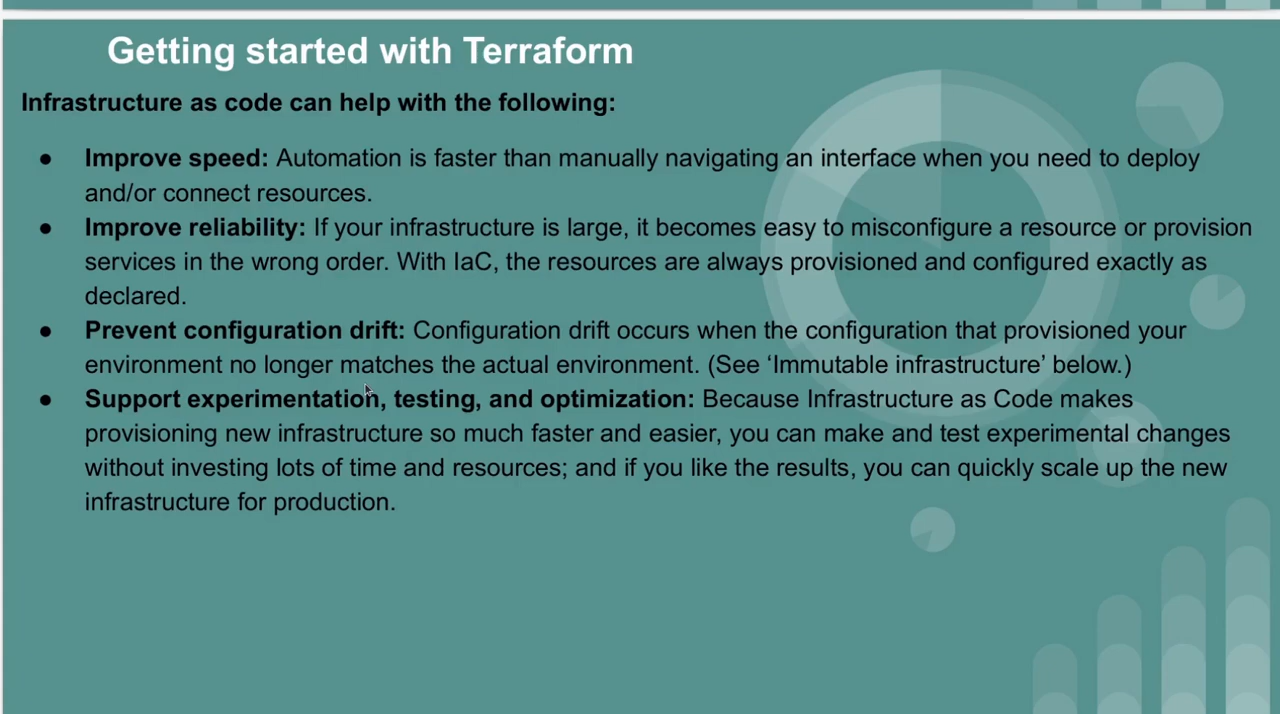 Getting started with Terraform
Infrastructure as code can help with the following:
● Improve speed: Automation is faster than manually navigating an interface when you need to deploy
and/or connect resources.
● Improve reliability: If your infrastructure is large, it becomes easy to misconfigure a resource or provision
services in the wrong order. With IaC, the resources are always provisioned and configured exactly as
declared.
● Prevent configuration drift: Configuration drift occurs when the configuration that provisioned your
environment no longer matches the actual environment. (See ‘Immutable infrastructure’ below.)
● Support experimentation, testing, and optimization: Because Infrastructure as Code makes
provisioning new infrastructure so much faster and easier, you can make and test experimental changes
without investing lots of time and resources; and if you like the results, you can quickly scale up the new
infrastructure for production.